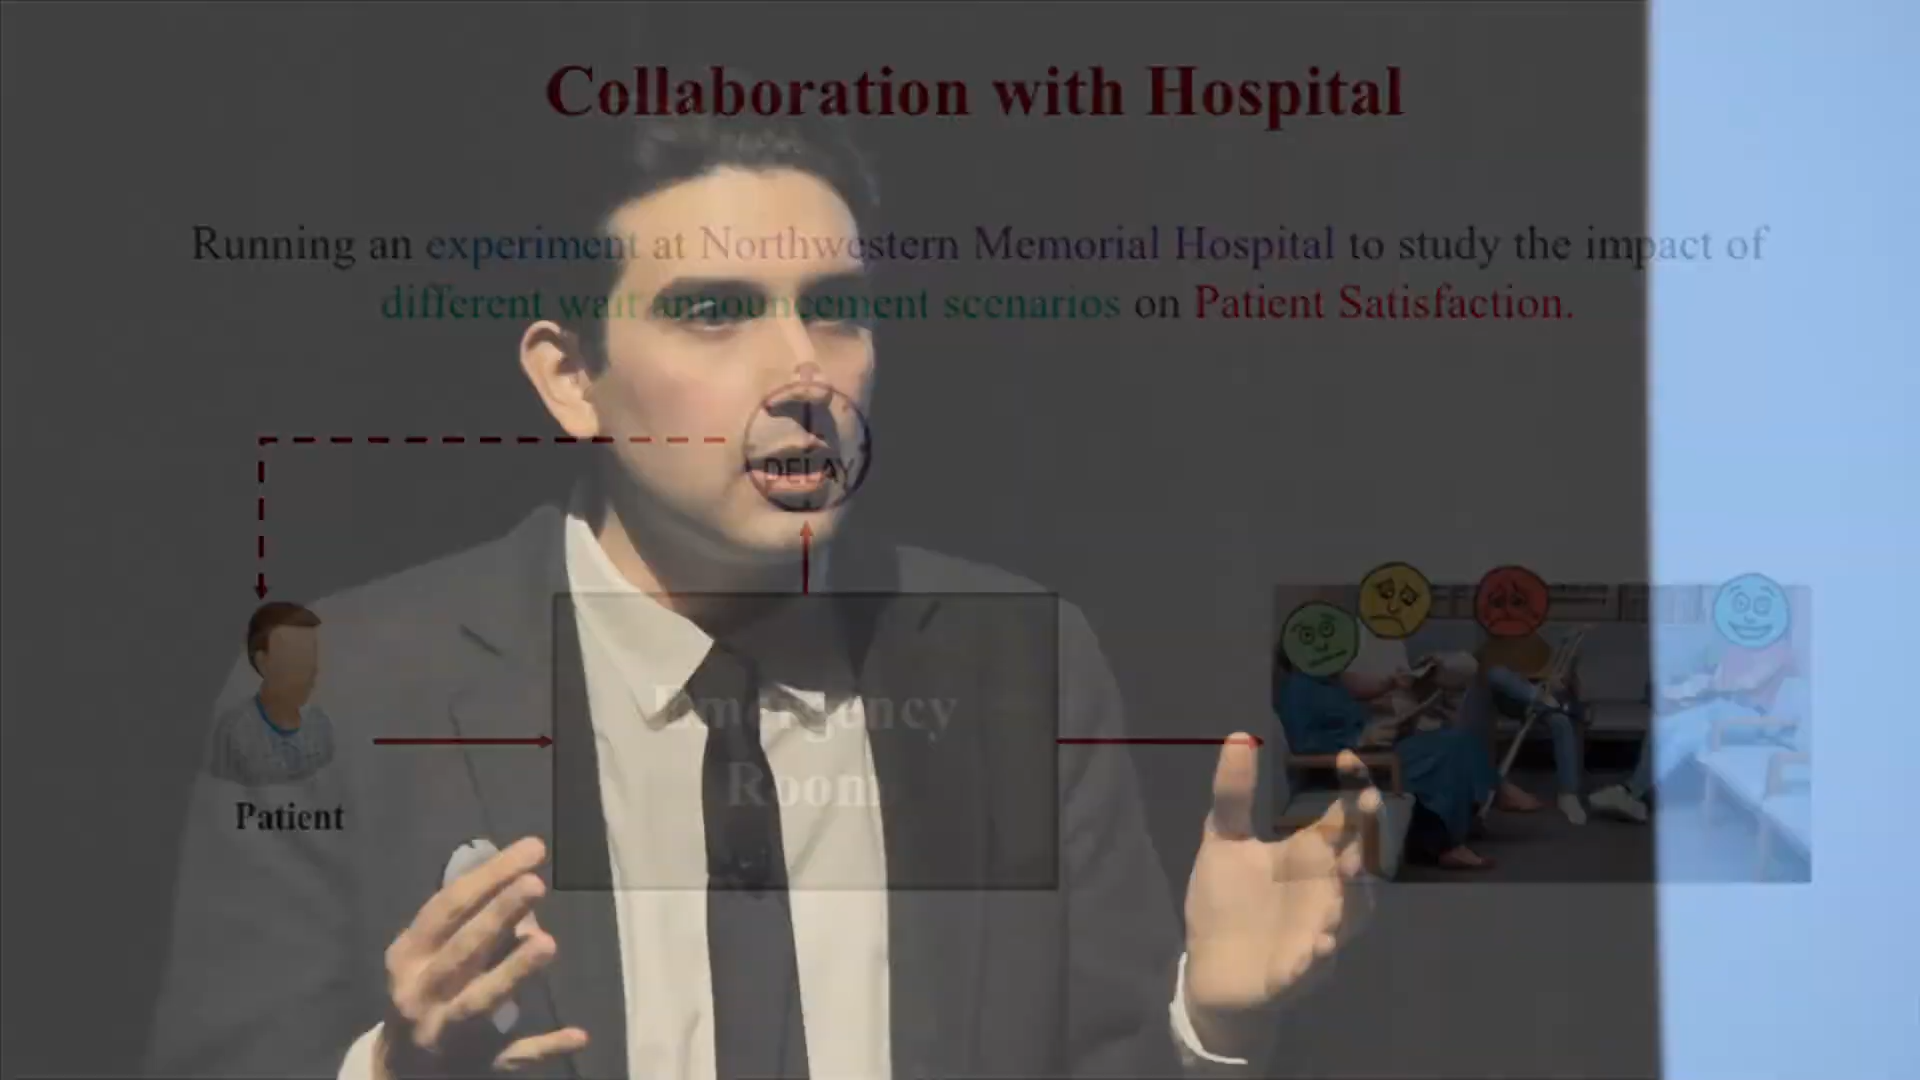 Collaboration with Hospital
Running an experiment at Northwestern Memorial Hospital to study the impact of
different wait announcement scenarios on Patient Satisfaction.
DELAY
Emergency
Room
Patient